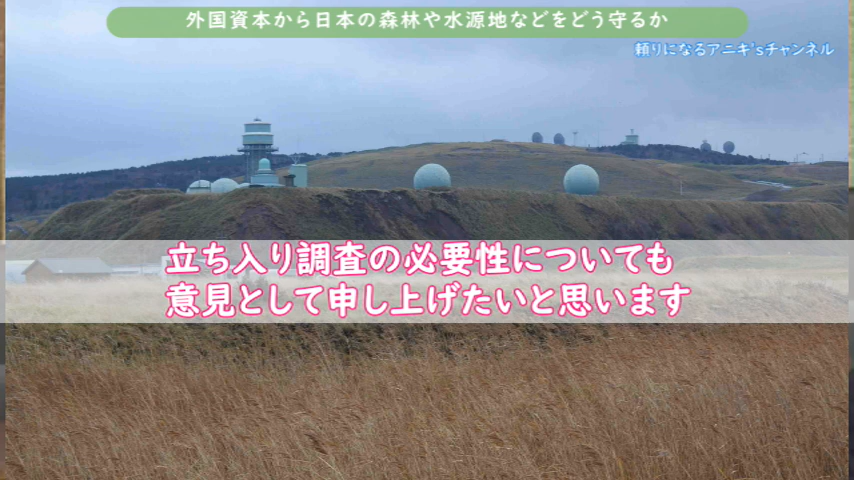 外国資本から日本の森林や水源地などをどう守るか
頼りになるアニキ'sチャンネル
立ち入り調査の必要性についても
意見として申し上げたいと思います